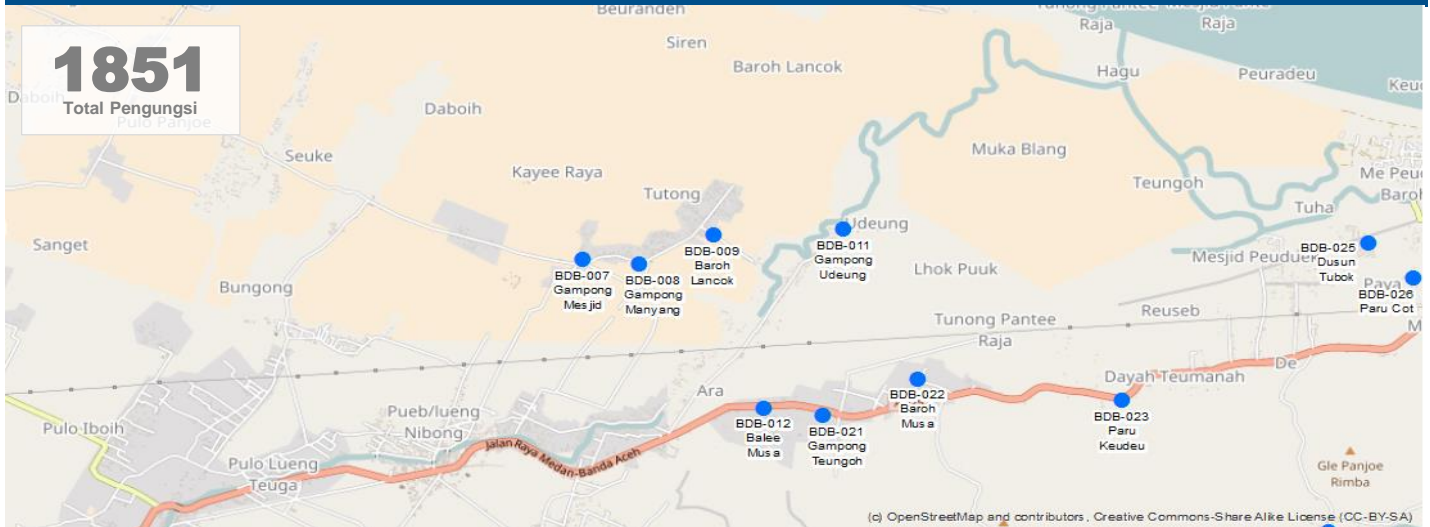 1851
Total Pengungsi
Beuranden
Siren
Baroh Lancok
Raja
Raja
Hagu
Peuradeu
Daboih
Daboih
Pulo Panjoe
Seuke
Kayee Raya
Tutong
Muka Blang
Teungoh
Tuha
Udeung
Sanget
Bungong
BDB-007
Gampong
Mesjid
BDB-008
Gampong
Manyang
BDB-009
Baroh
Lancok
BDB-011
Gampong
Udeung
Lhok Puuk
Mesjid Peuduek
BDB-025
Dusun
Tubok
Paya
BDB-026
Paru Cot
Tunong Pantee
Raja
Reuseb
Dayah Teumanah
De
Ara
BDB-012
Balee
Musa
BDB-021
Gampong
Teungoh
BDB-022
Baroh
Musa
BDB-023
Paru
Keudeu
Pueb/lueng
Nibong
Pulo Iboih
Pulo Lueng
Teuga
Jalan Raya Medan-Banda Aceh
Gle Panjoe
Rimba
(c) OpenStreetMap and contributors, Creative Commons-Share Alike License (CC-BY-SA)